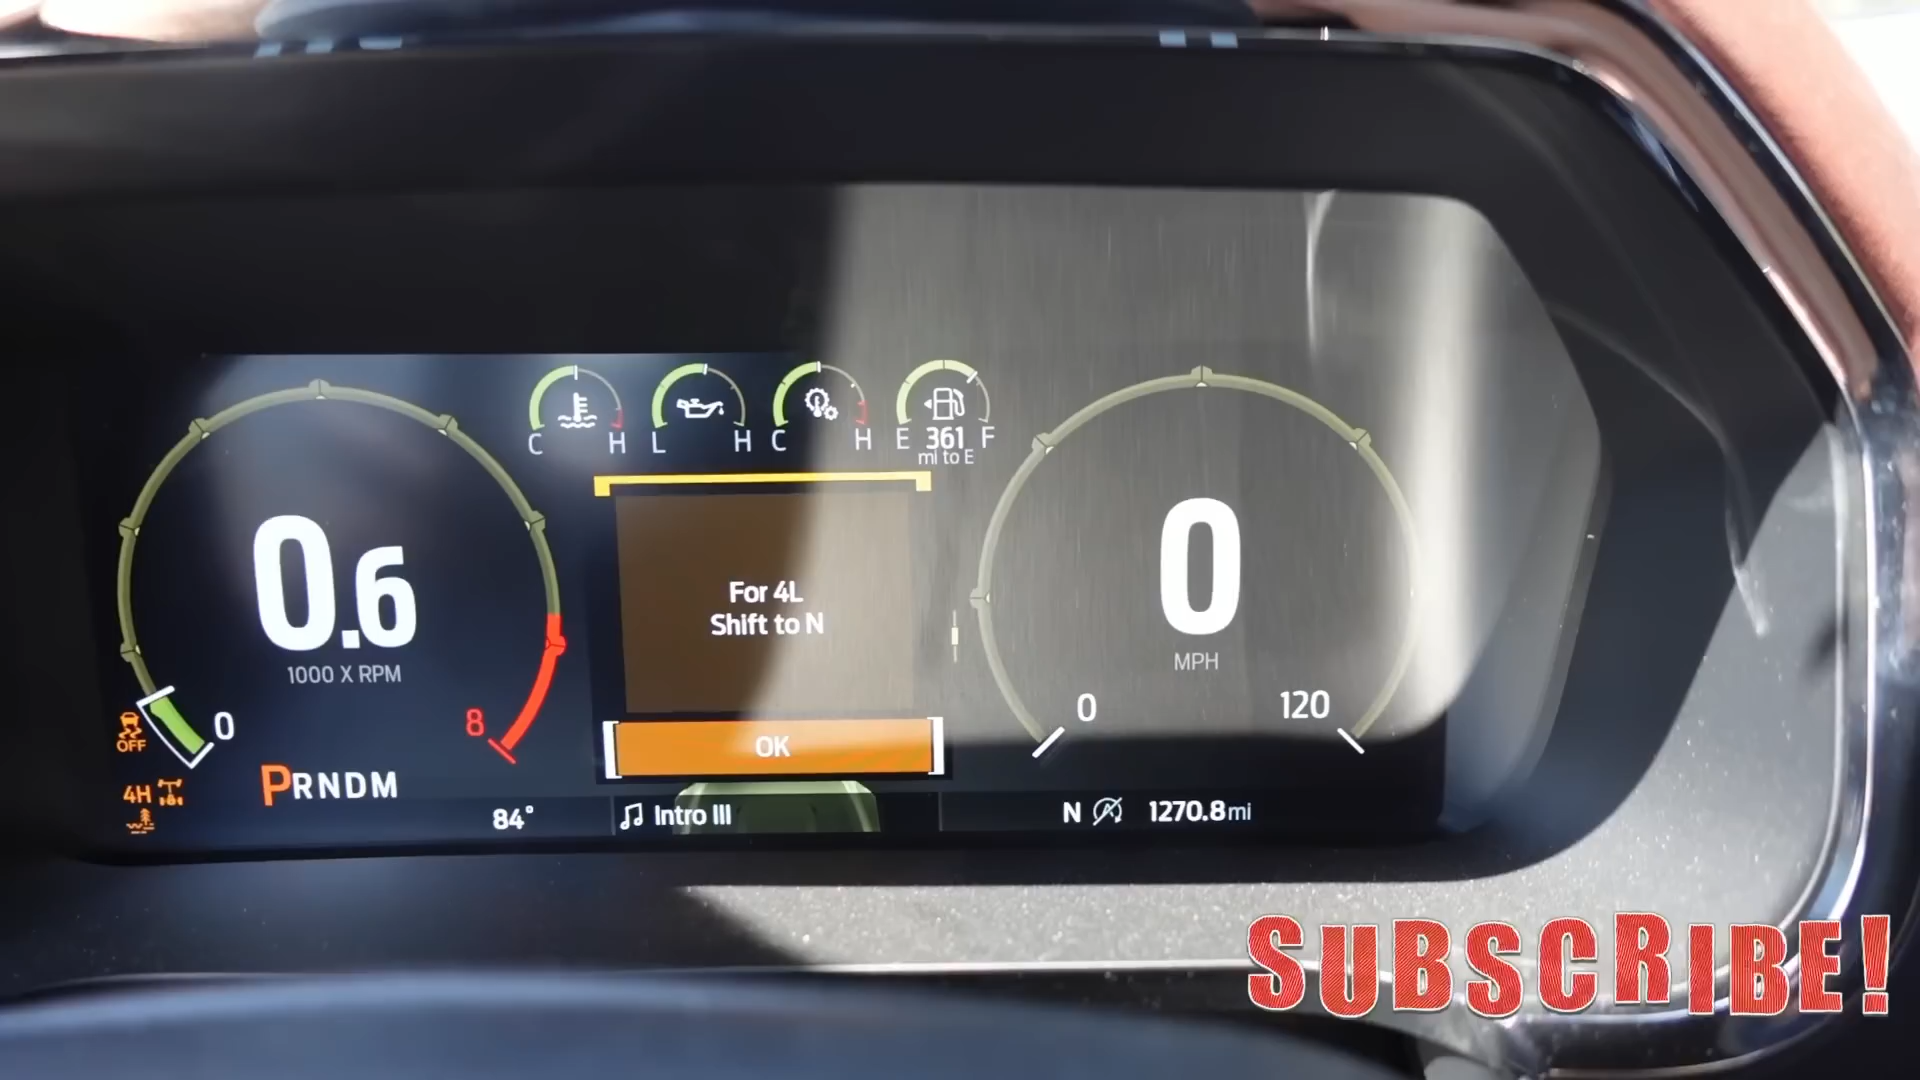 C H L H C H E 361 F
mi to E
0.6
1000 X RPM
0
8
OFF
4H
PRNDM
84°
For 4L
Shift to N
OK
Intro III
0
MPH
0
120
N
1270.8mi
SUBSCRIBE!